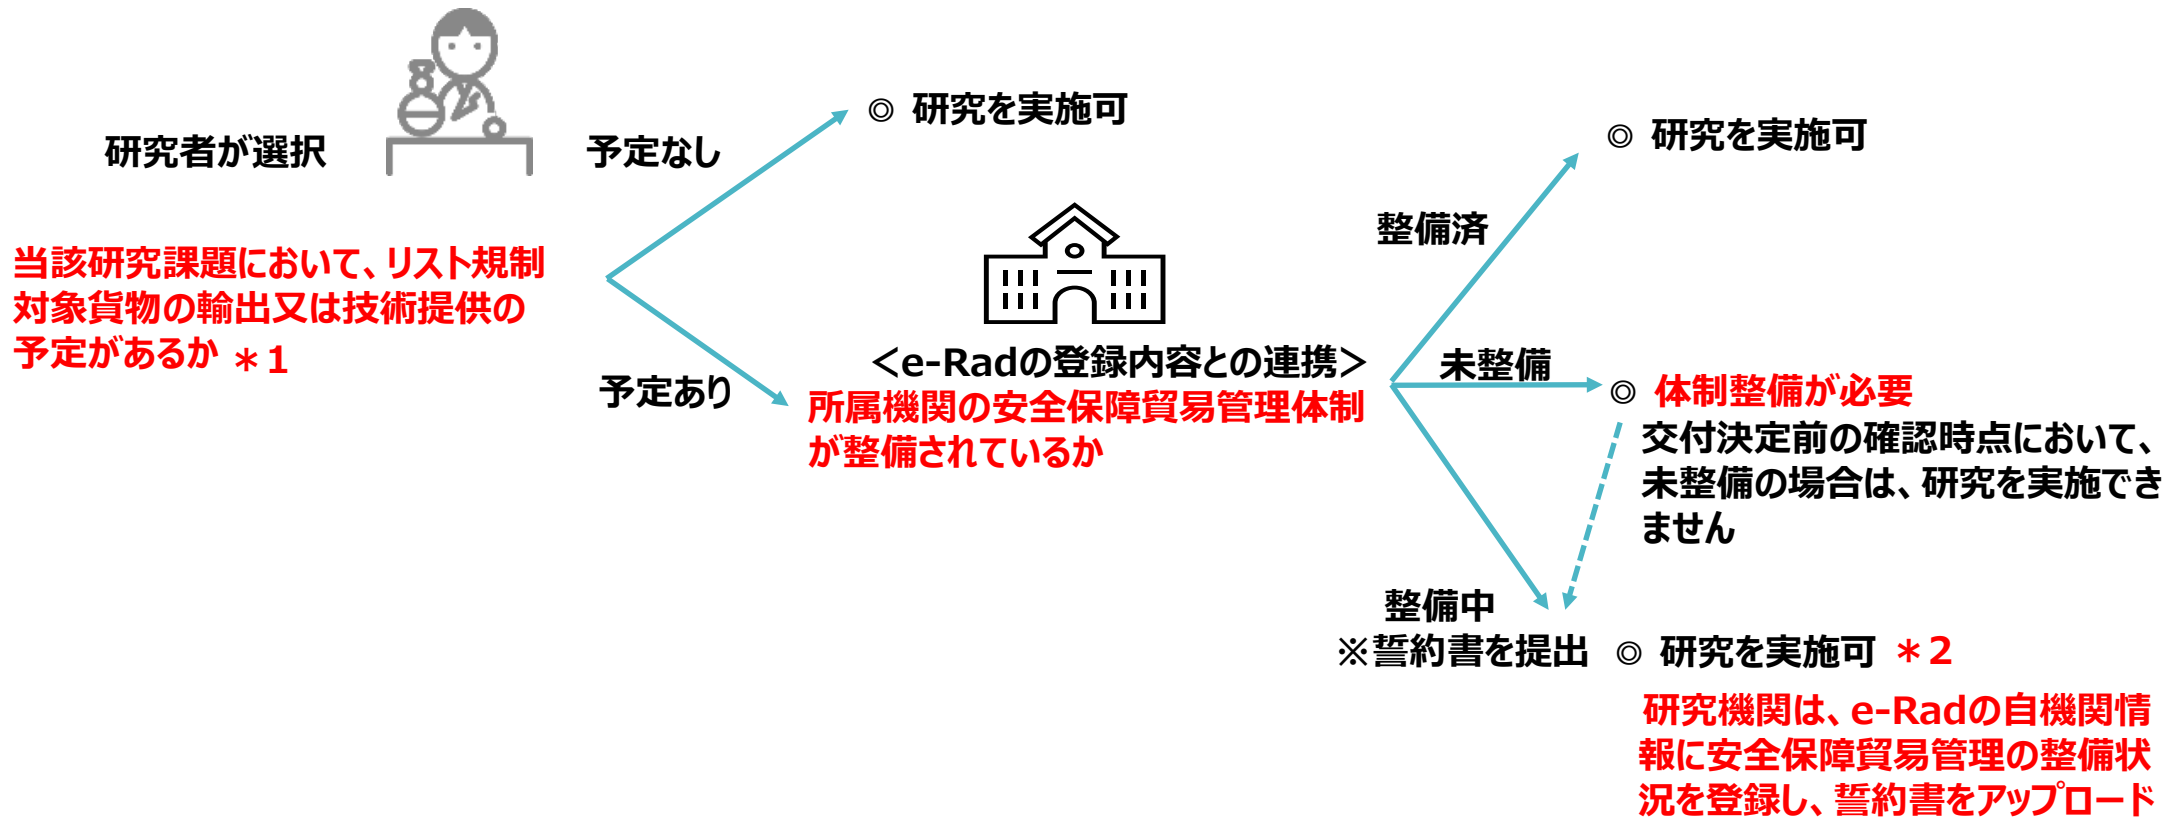 研究者が選択
予定なし
◎ 研究を実施可
当該研究課題において、リスト規制
対象貨物の輸出又は技術提供の
予定があるか ＊１
予定あり
＜e-Radの登録内容との連携＞
所属機関の安全保障貿易管理体制
が整備されているか
整備済
◎ 研究を実施可
未整備
◎ 体制整備が必要
交付決定前の確認時点において、
未整備の場合は、研究を実施でき
ません
整備中
※誓約書を提出
◎ 研究を実施可 ＊２
研究機関は、e-Radの自機関情
報に安全保障貿易管理の整備状
況を登録し、誓約書をアップロード